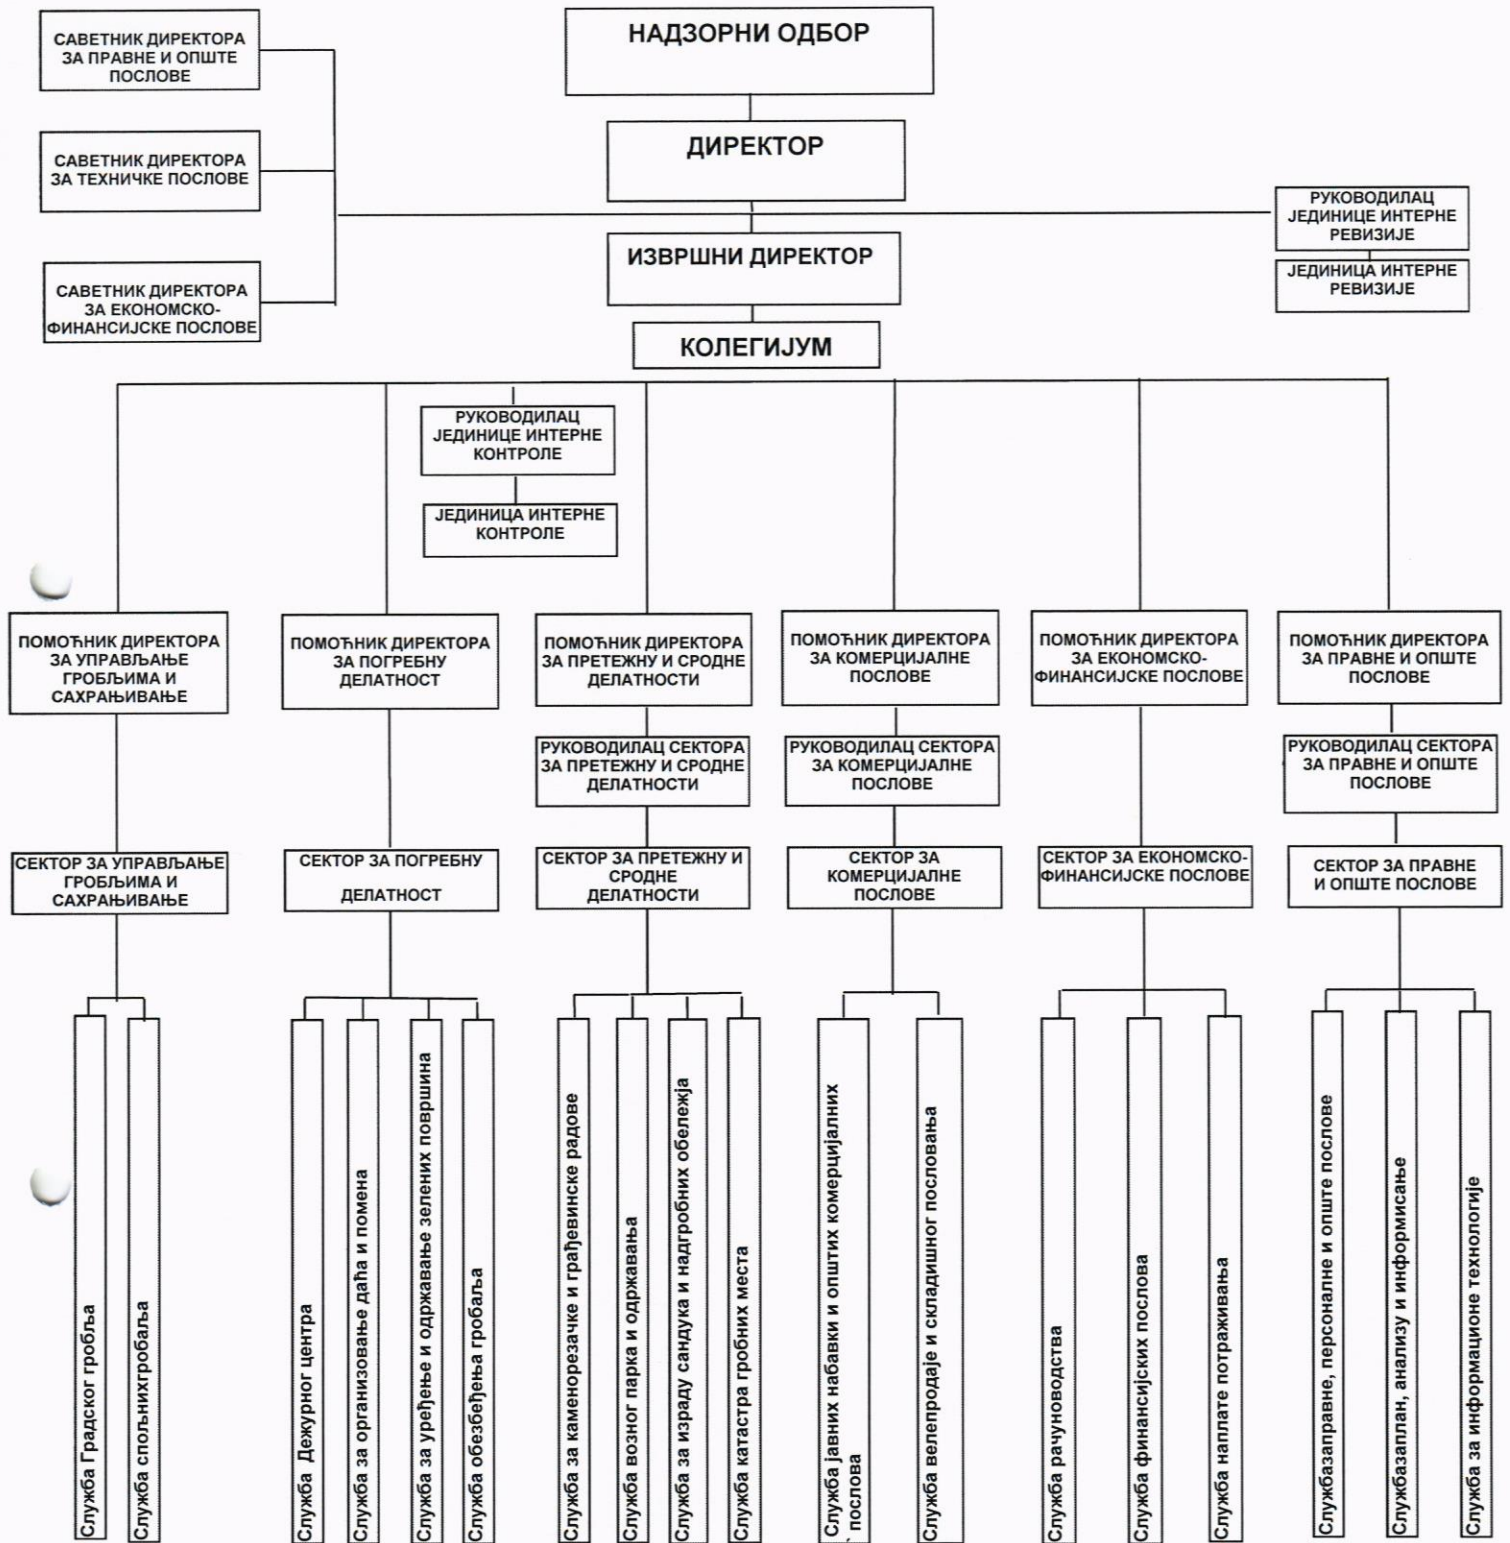 САВЕТНИК ДИРЕКТОРА
ЗА ПРАВНЕ И ОПШТЕ
ПОСЛОВЕ
НАДЗОРНИ ОДБОР
ДИРЕКТОР
САВЕТНИК ДИРЕКТОРА
ЗА ТЕХНИЧКЕ ПОСЛОВЕ
РУКОВОДИЛАЦ
ЈЕДИНИЦЕ ИНТЕРНЕ
РЕВИЗИЈЕ
ИЗВРШНИ ДИРЕКТОР
ЈЕДИНИЦА ИНТЕРНЕ
РЕВИЗИЈЕ
САВЕТНИК ДИРЕКТОРА
ЗА ЕКОНОМСКО-
ФИНАНСИЈСКЕ ПОСЛОВЕ
КОЛЕГИЈУМ
РУКОВОДИЛАЦ
ЈЕДИНИЦЕ ИНТЕРНЕ
КОНТРОЛЕ
ЈЕДИНИЦА ИНТЕРНЕ
КОНТРОЛЕ
ПОМОЋНИК ДИРЕКТОРА
ЗА УПРАВЉАЊЕ
ГРОБЉИМА И
САХРАЊИВАЊЕ
ПОМОЋНИК ДИРЕКТОРА
ЗА ПОГРЕБНУ
ДЕЛАТНОСТ
ПОМОЋНИК ДИРЕКТОРА
ЗА ПРЕТЕЖНУ И СРОДНЕ
ДЕЛАТНОСТИ
ПОМОЋНИК ДИРЕКТОРА
ЗА КОМЕРЦИЈАЛНЕ
ПОСЛОВЕ
ПОМОЋНИК ДИРЕКТОРА
ЗА ЕКОНОМСКО-
ФИНАНСИЈСКЕ ПОСЛОВЕ
ПОМОЋНИК ДИРЕКТОРА
ЗА ПРАВНЕ И ОПШТЕ
ПОСЛОВЕ
РУКОВОДИЛАЦ СЕКТОРА
ЗА ПРЕТЕЖНУ И СРОДНЕ
ДЕЛАТНОСТИ
РУКОВОДИЛАЦ СЕКТОРА
ЗА КОМЕРЦИЈАЛНЕ
ПОСЛОВЕ
РУКОВОДИЛАЦ СЕКТОРА
ЗА ПРАВНЕ И ОПШТЕ
ПОСЛОВЕ
СЕКТОР ЗА УПРАВЉАЊЕ
ГРОБЉИМА И
САХРАЊИВАЊЕ
СЕКТОР ЗА ПОГРЕБНУ
ДЕЛАТНОСТ
СЕКТОР ЗА ПРЕТЕЖНУ И
СРОДНЕ
ДЕЛАТНОСТИ
СЕКТОР ЗА
КОМЕРЦИЈАЛНЕ
ПОСЛОВЕ
СЕКТОР ЗА ЕКОНОМСКО-
ФИНАНСИЈСКЕ ПОСЛОВЕ
СЕКТОР ЗА ПРАВНЕ
И ОПШТЕ ПОСЛОВЕ
Служба Градског гробља
Служба спољнихгробаља
Служба Дежурног центра
Служба за организовање даћа и помена
Служба за уређење и одржавање зелених површина
Служба обезбеђења гробаља
Служба за каменорезачке и грађевинске радове
Служба возног парка и одржавања
Служба за израду сандука и надгробних обележја
Служба катастра гробних места
Служба јавних набавки и општих комерцијалних
` послова
Служба велепродаје и складишног пословања
Служба рачуноводства
Служба финансијских послова
Служба наплате потраживања
Службазаправне, персоналне и опште послове
Службазаплан, анализу и информисање
Служба за информационе технологије